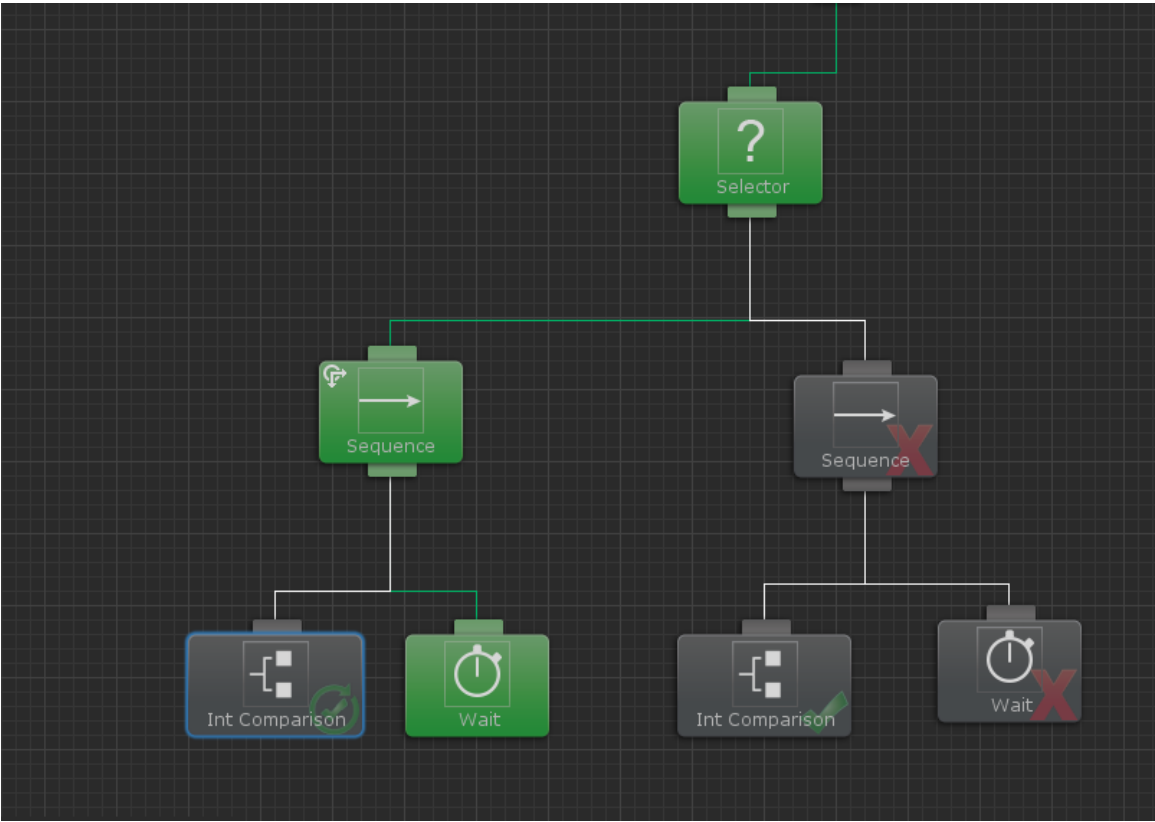 ?
Selector
Sequence
Sequence
Int Comparison
Wait
Int Comparison
Wait